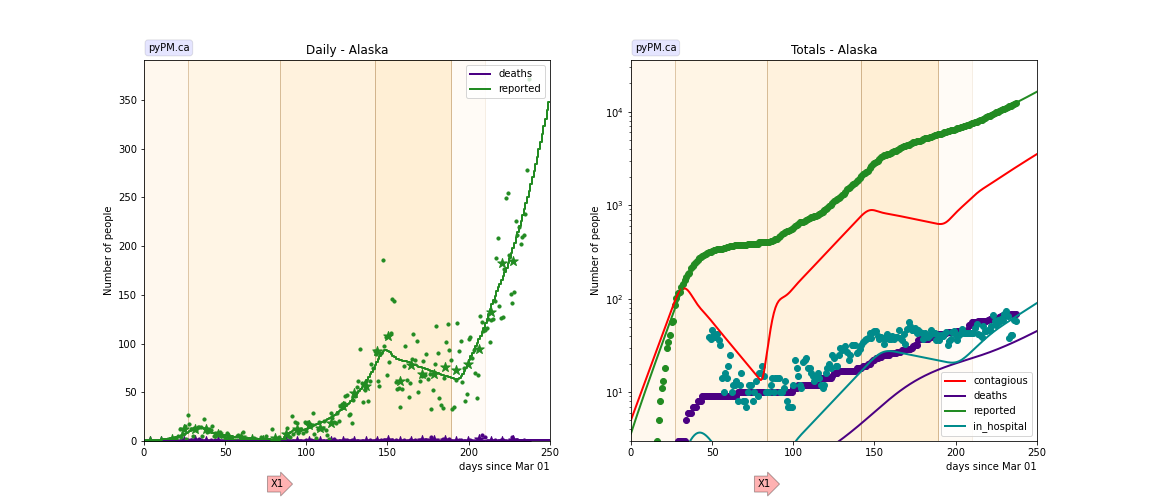 pyPM.ca
Daily - Alaska
deaths
reported
350
300
250
200
150
100
50
0
Number of people
0 50 100 150 200 250
days since Mar 01
X1
pyPM.ca
Totals - Alaska
10⁴
10³
10²
10¹
Number of people
contagious
deaths
reported
in_hospital
0 50 100 150 200 250
days since Mar 01
X1